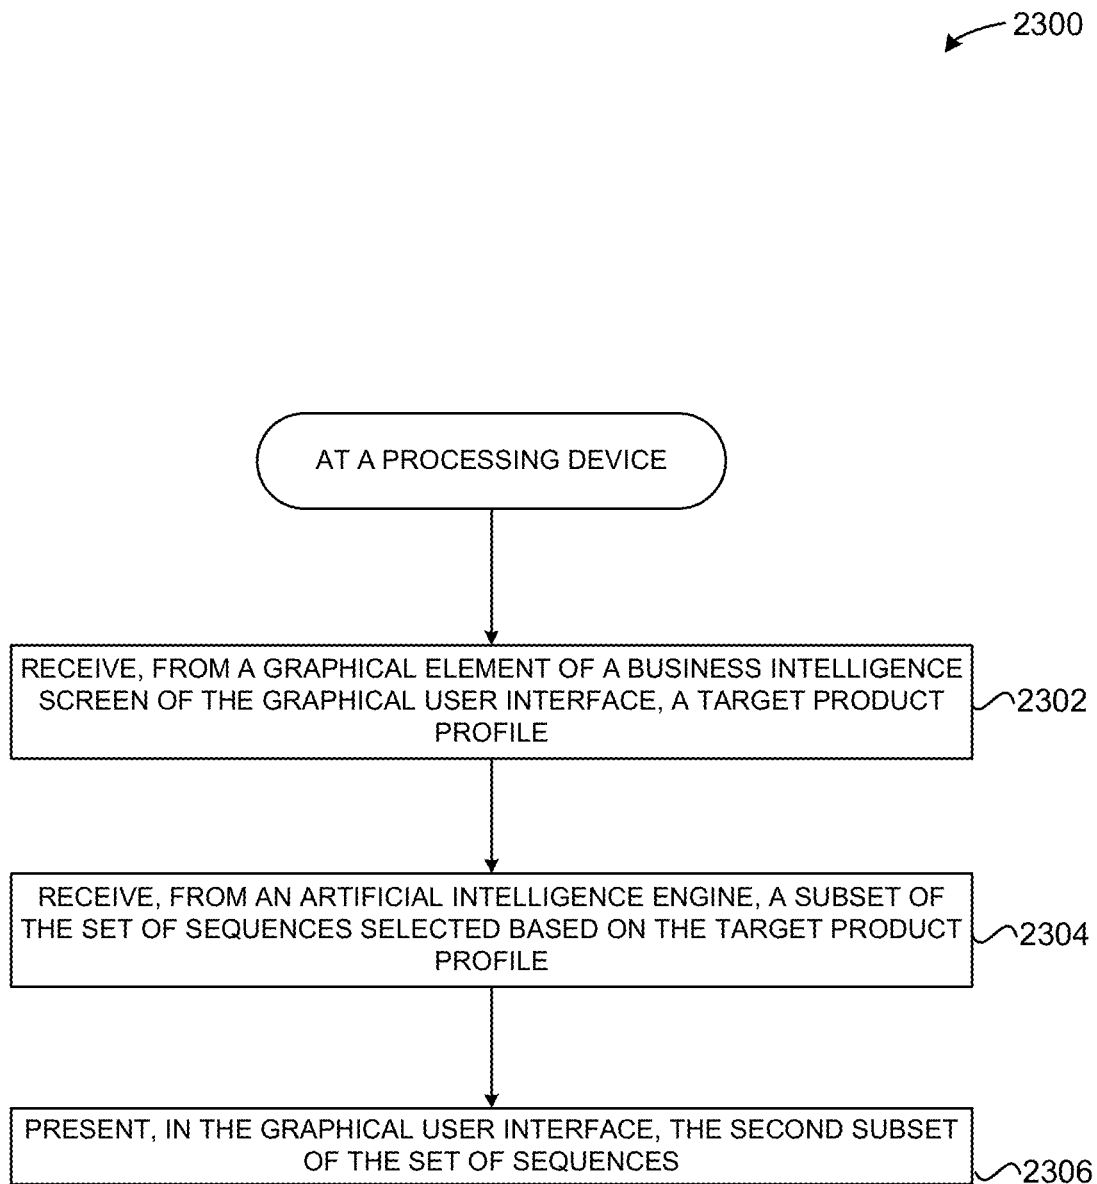 2300
AT A PROCESSING DEVICE
RECEIVE, FROM A GRAPHICAL ELEMENT OF A BUSINESS INTELLIGENCE
SCREEN OF THE GRAPHICAL USER INTERFACE, A TARGET PRODUCT
PROFILE
2302
RECEIVE, FROM AN ARTIFICIAL INTELLIGENCE ENGINE, A SUBSET OF
THE SET OF SEQUENCES SELECTED BASED ON THE TARGET PRODUCT
PROFILE
2304
PRESENT, IN THE GRAPHICAL USER INTERFACE, THE SECOND SUBSET
OF THE SET OF SEQUENCES
2306